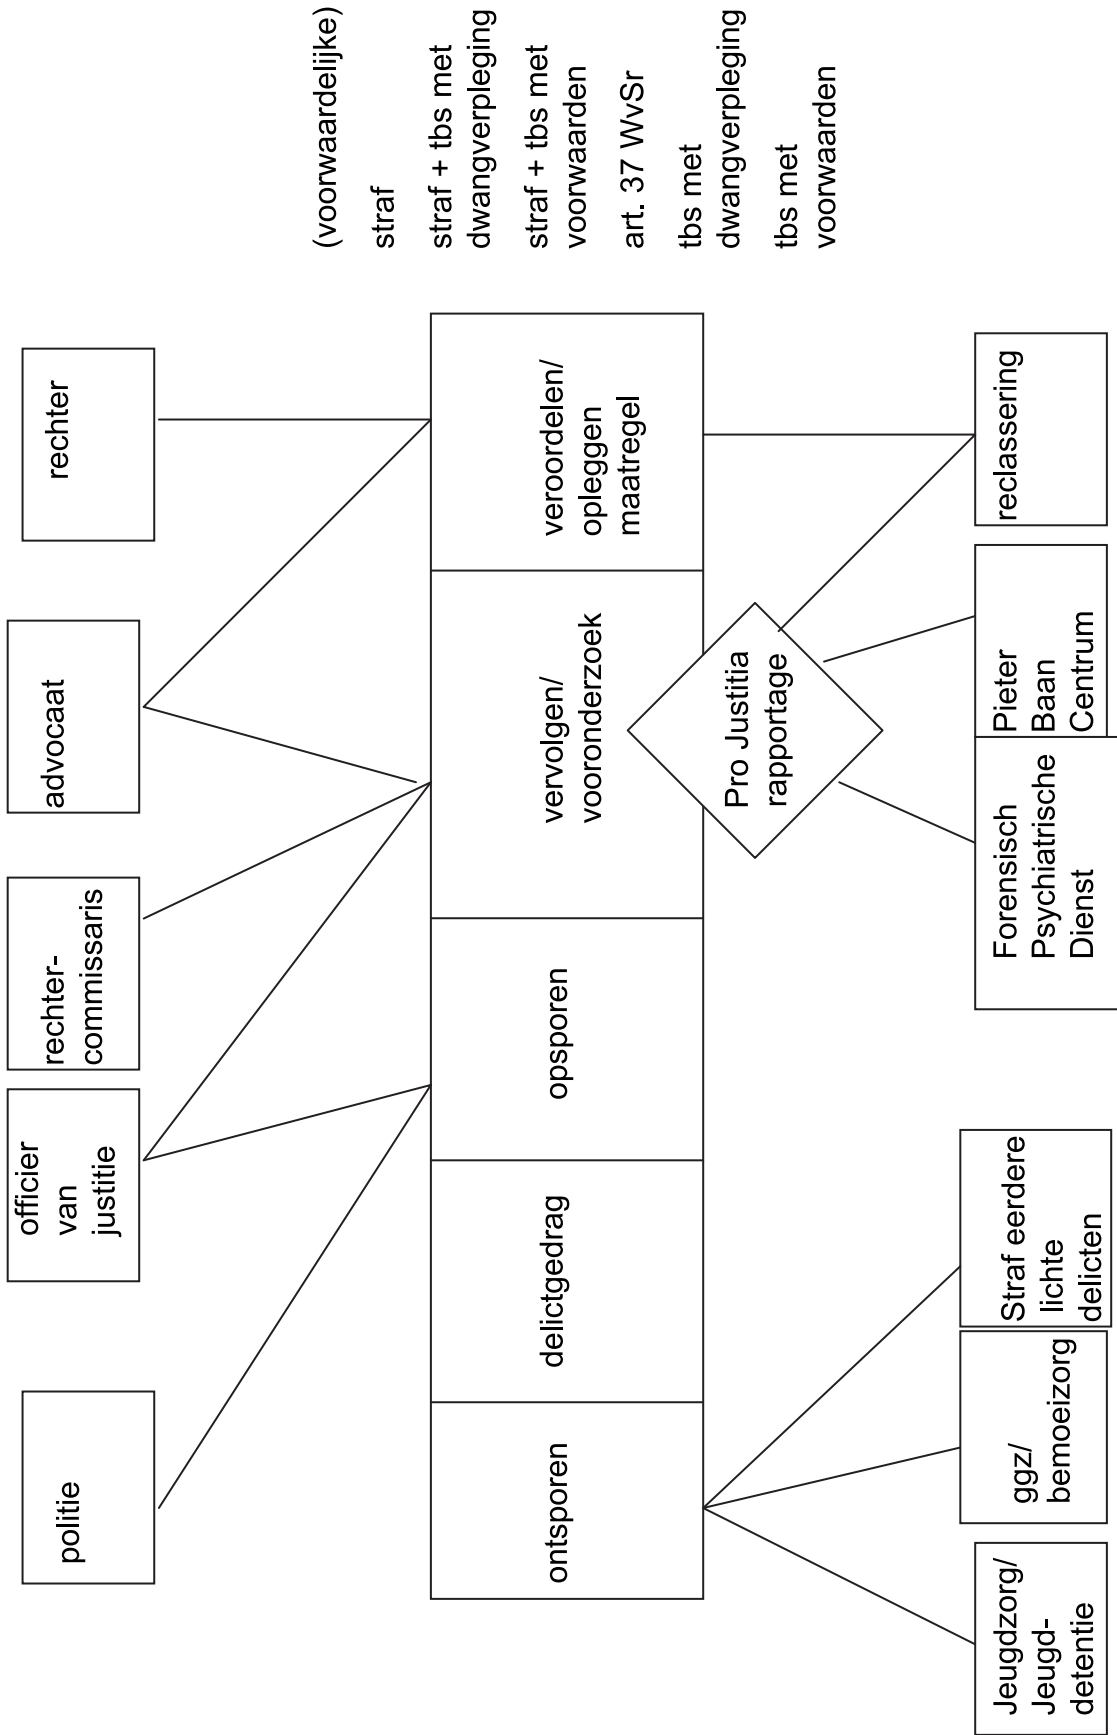 politie
officier
van
justitie
rechter-
commissaris
advocaat
rechter
ontsporen
delictgedrag
opsporen
vervolgen/
vooronderzoek
veroordelen/
opleggen
maatregel
(voorwaardelijke)
straf
straf + tbs met
dwangverpleging
straf + tbs met
voorwaarden
art. 37 WvSr
tbs met
dwangverpleging
tbs met
voorwaarden
Pro Justitia
rapportage
Jeugdzorg/
Jeugd-
detentie
ggz/
bemoeizorg
Straf eerdere
lichte
delicten
Forensisch
Psychiatrische
Dienst
Pieter
Baan
Centrum
reclassering